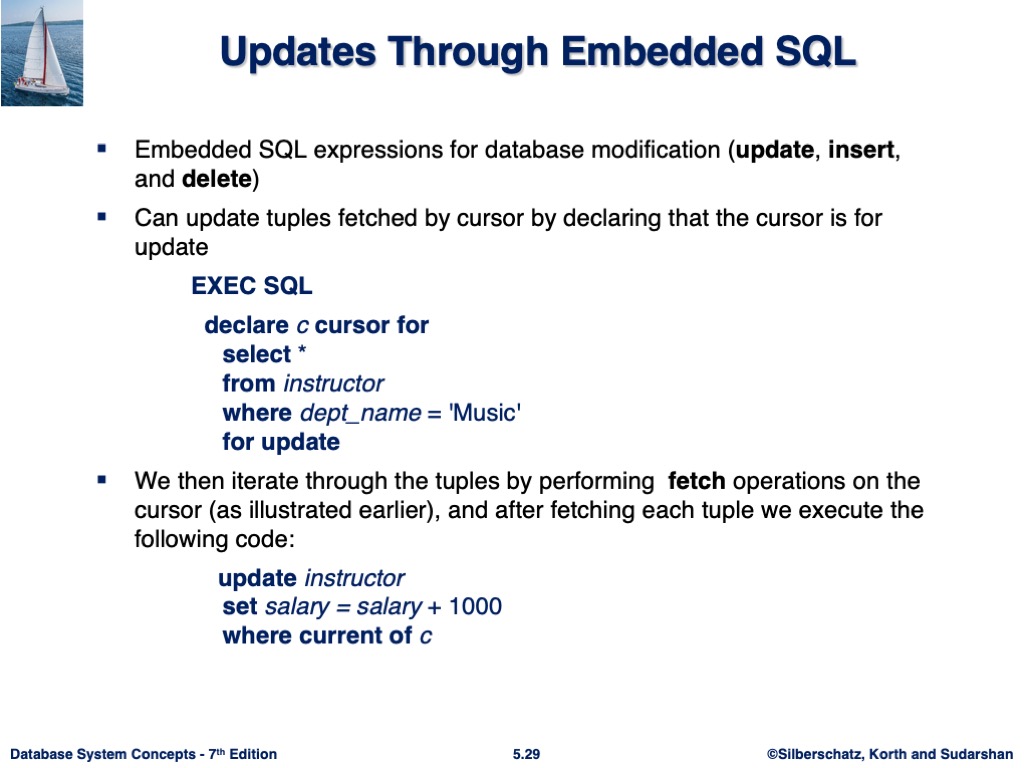 Updates Through Embedded SQL
▪ Embedded SQL expressions for database modification (update, insert,
and delete)
▪ Can update tuples fetched by cursor by declaring that the cursor is for
update
EXEC SQL
declare c cursor for
select *
from instructor
where dept_name = 'Music'
for update
▪ We then iterate through the tuples by performing  fetch operations on the
cursor (as illustrated earlier), and after fetching each tuple we execute the
following code:
update instructor
set salary = salary + 1000
where current of c
Database System Concepts - 7th Edition 5.29 ©Silberschatz, Korth and Sudarshan